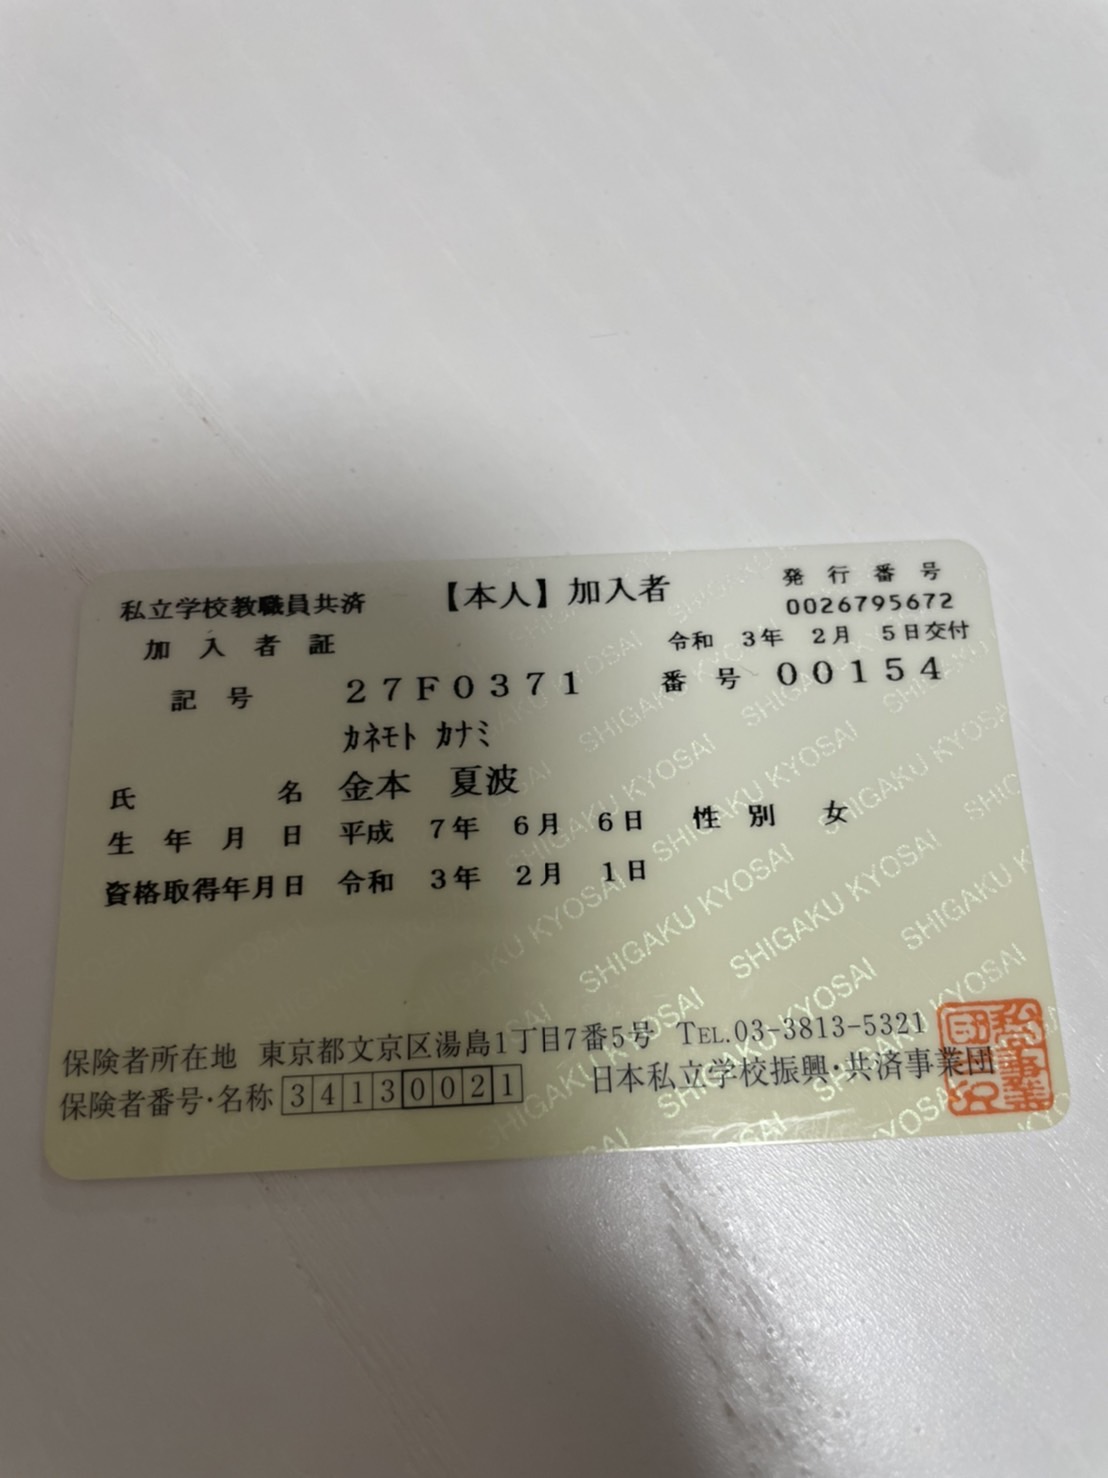 私立学校教職員共済 【本人】加入者 発行番号
0026795672
加入者証 令和 3年 2月 5日交付
記号 27F0371 番号 00154
ｶﾈﾓﾄ ｶﾅﾐ
氏名 金本 夏波
生年月日 平成 7年 6月 6日 性別 女
資格取得年月日 令和 3年 2月 1日
保険者所在地 東京都文京区湯島1丁目7番5号 TEL.03-3813-5321
保険者番号・名称 34130021 日本私立学校振興・共済事業団
SHIGAKU KYOSAI